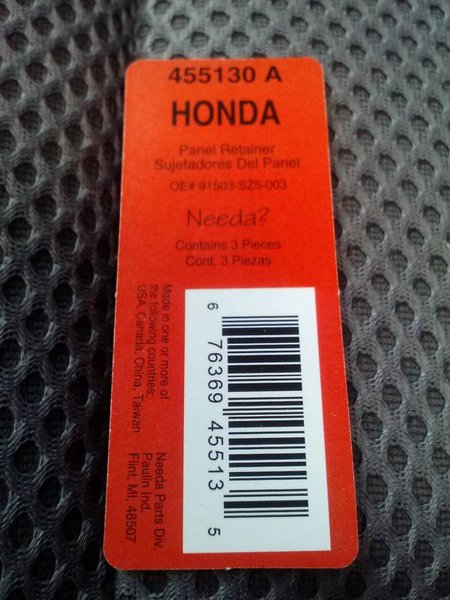 455130 A
HONDA
Panel Retainer
Sujetadores Del Panel
OE# 91503-SZ5-003
Needa?
Contains 3 Pieces
Cont. 3 Piezas
Made in one or more of
the following countries:
USA, Canada, China, Taiwan
Needa Parts Div.
Paulin Ind.
Flint, MI, 48507
6 76369 45513 5